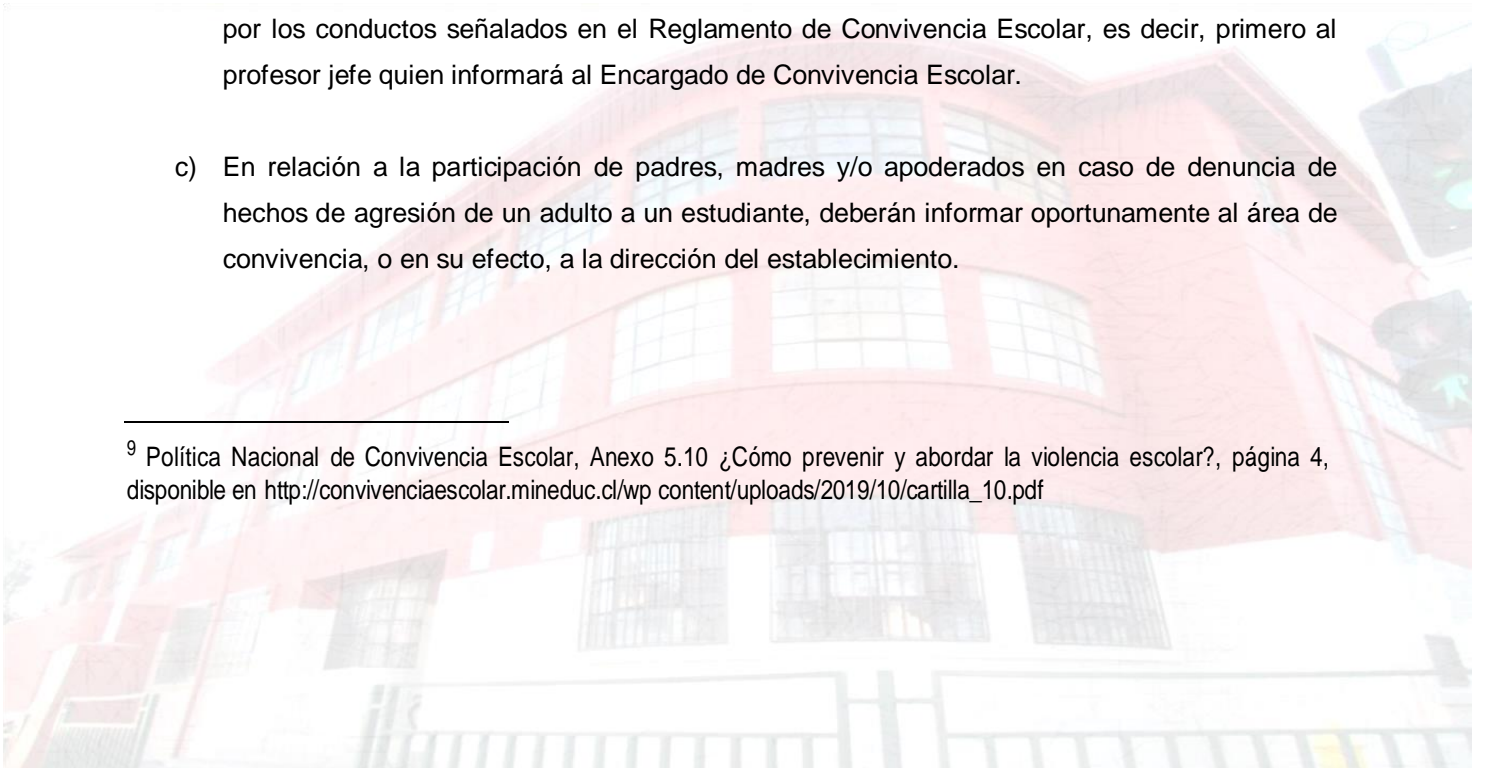 por los conductos señalados en el Reglamento de Convivencia Escolar, es decir, primero al
profesor jefe quien informará al Encargado de Convivencia Escolar.
c) En relación a la participación de padres, madres y/o apoderados en caso de denuncia de
hechos de agresión de un adulto a un estudiante, deberán informar oportunamente al área de
convivencia, o en su efecto, a la dirección del establecimiento.
9 Política Nacional de Convivencia Escolar, Anexo 5.10 ¿Cómo prevenir y abordar la violencia escolar?, página 4,
disponible en http://convivenciaescolar.mineduc.cl/wp content/uploads/2019/10/cartilla_10.pdf